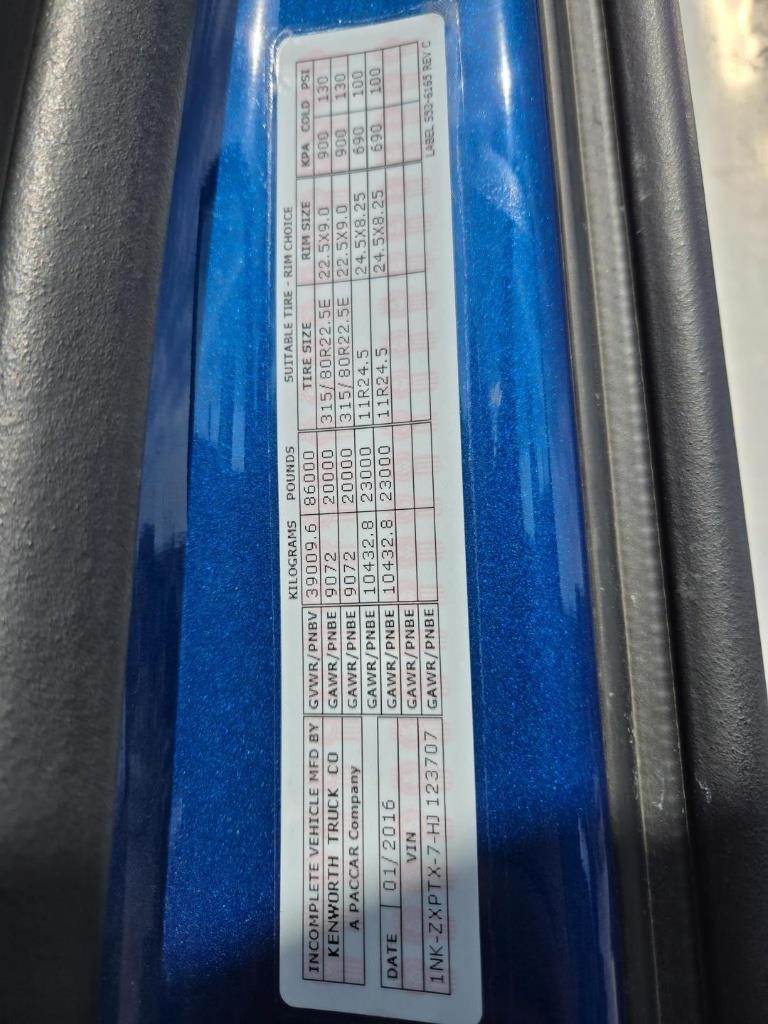 INCOMPLETE VEHICLE MFD BY
KENWORTH TRUCK CO
A PACCAR Company
DATE 01/2016
VIN
1NK-ZXPTX-7-HJ 123707
KILOGRAMS POUNDS
GVWR/PNBV 39009.6 86000
GAWR/PNBE 9072 20000
GAWR/PNBE 9072 20000
GAWR/PNBE 10432.8 23000
GAWR/PNBE 10432.8 23000
GAWR/PNBE
GAWR/PNBE
SUITABLE TIRE - RIM CHOICE
TIRE SIZE RIM SIZE KPA COLD PSI
315/80R22.5E 22.5X9.0 900 130
315/80R22.5E 22.5X9.0 900 130
11R24.5 24.5X8.25 690 100
11R24.5 24.5X8.25 690 100
LABEL S92-6165 REV C